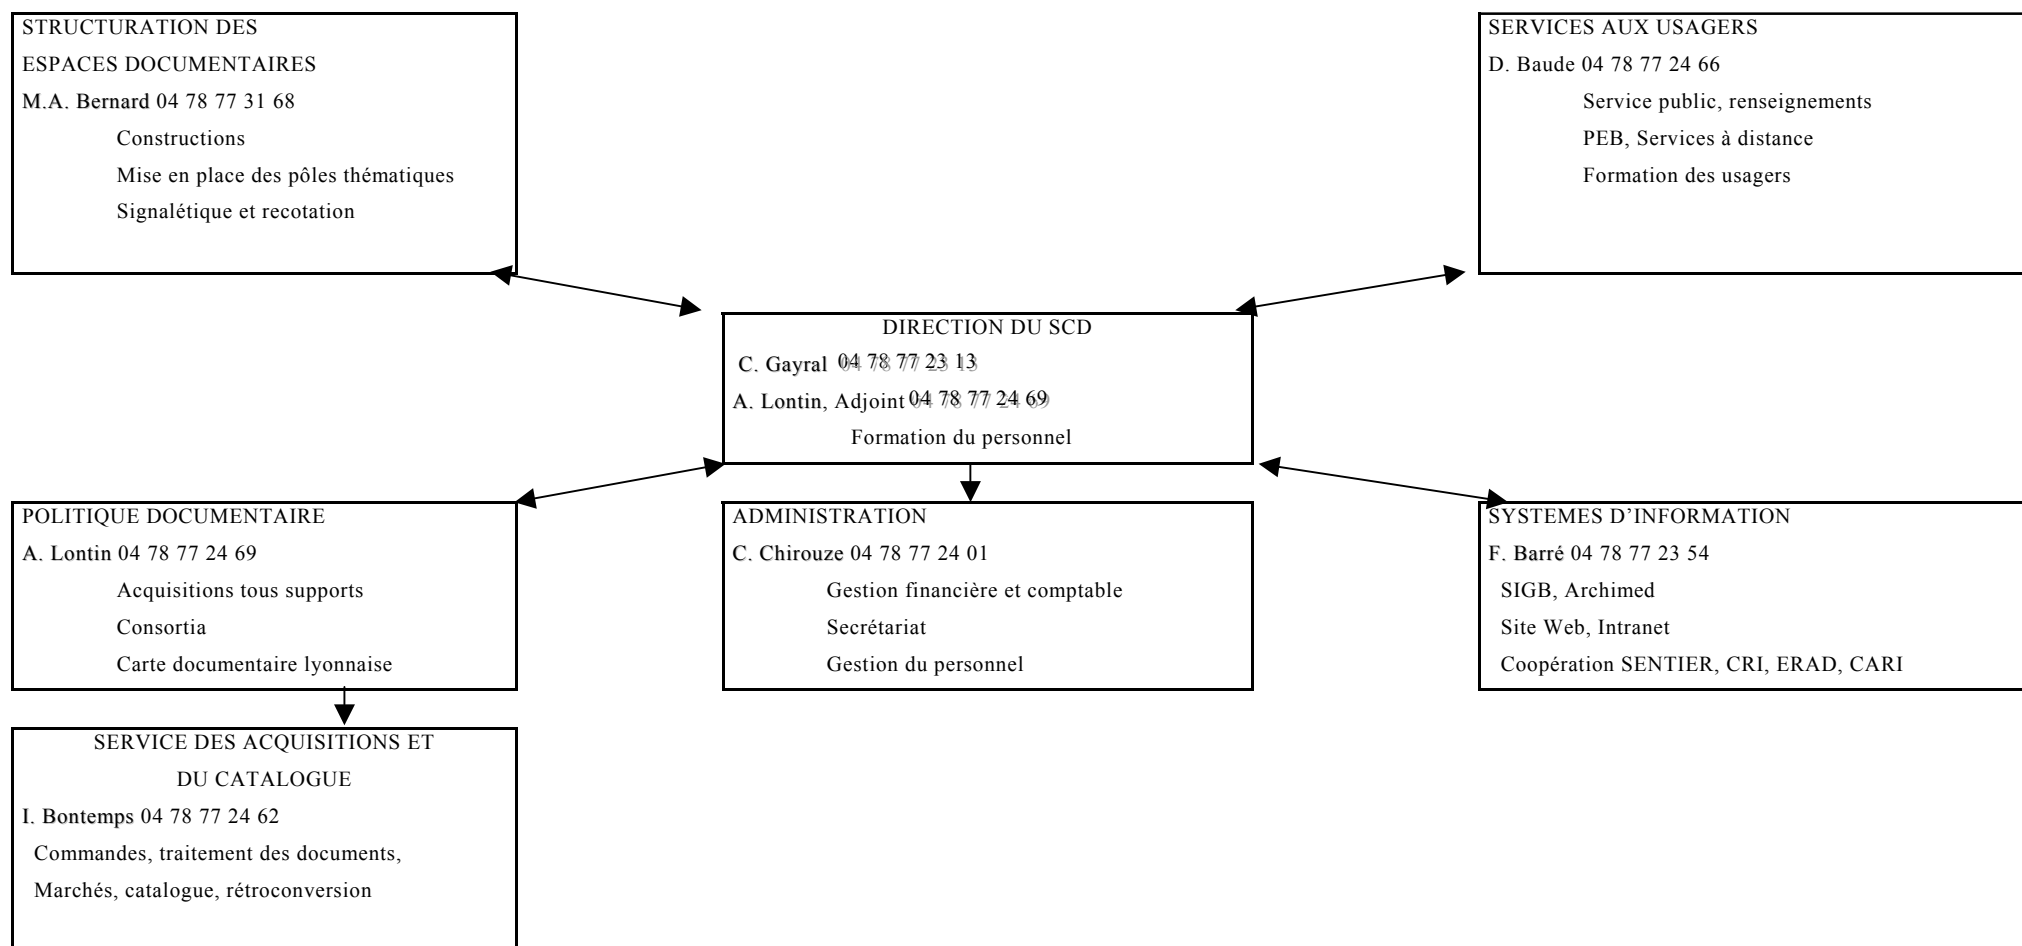 STRUCTURATION DES
ESPACES DOCUMENTAIRES
M.A. Bernard 04 78 77 31 68
Constructions
Mise en place des pôles thématiques
Signalétique et recotation
SERVICES AUX USAGERS
D. Baude 04 78 77 24 66
Service public, renseignements
PEB, Services à distance
Formation des usagers
DIRECTION DU SCD
C. Gayral 04 78 77 23 13
A. Lontin, Adjoint 04 78 77 24 69
Formation du personnel
POLITIQUE DOCUMENTAIRE
A. Lontin 04 78 77 24 69
Acquisitions tous supports
Consortia
Carte documentaire lyonnaise
ADMINISTRATION
C. Chirouze 04 78 77 24 01
Gestion financière et comptable
Secrétariat
Gestion du personnel
SYSTEMES D’INFORMATION
F. Barré 04 78 77 23 54
SIGB, Archimed
Site Web, Intranet
Coopération SENTIER, CRI, ERAD, CARI
SERVICE DES ACQUISITIONS ET
DU CATALOGUE
I. Bontemps 04 78 77 24 62
Commandes, traitement des documents,
Marchés, catalogue, rétroconversion